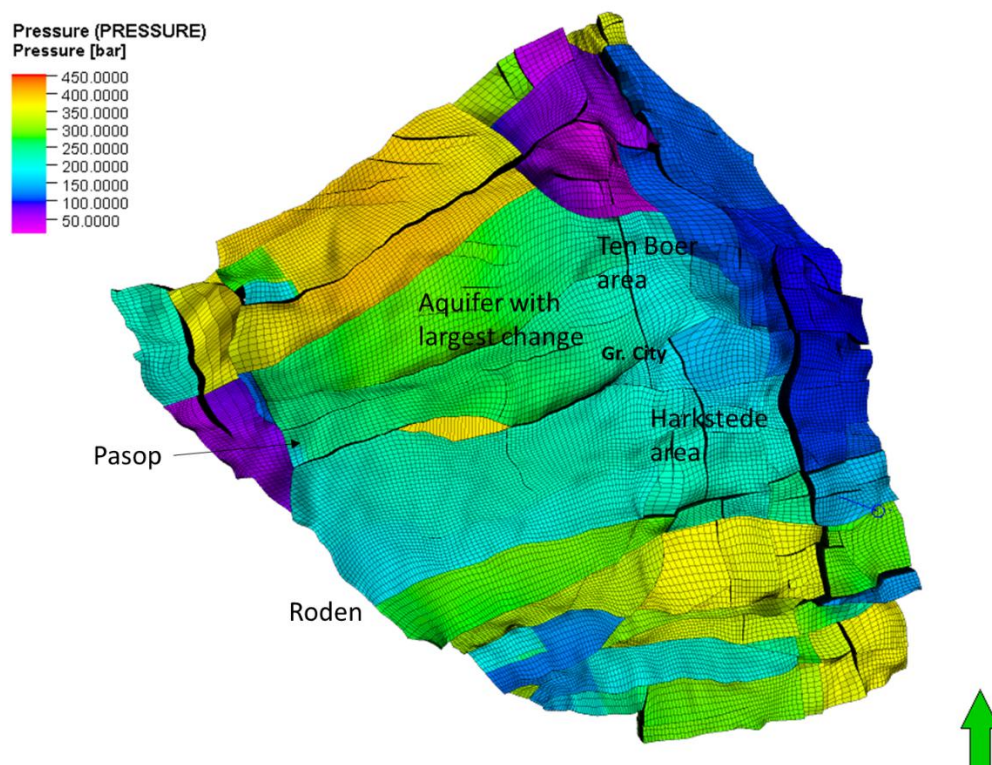 Pressure (PRESSURE)
Pressure [bar]
450.0000
400.0000
350.0000
300.0000
250.0000
200.0000
150.0000
100.0000
50.0000
Ten Boer
area
Aquifer with
largest change
Gr. City
Harkstede
area
Pasop
Roden